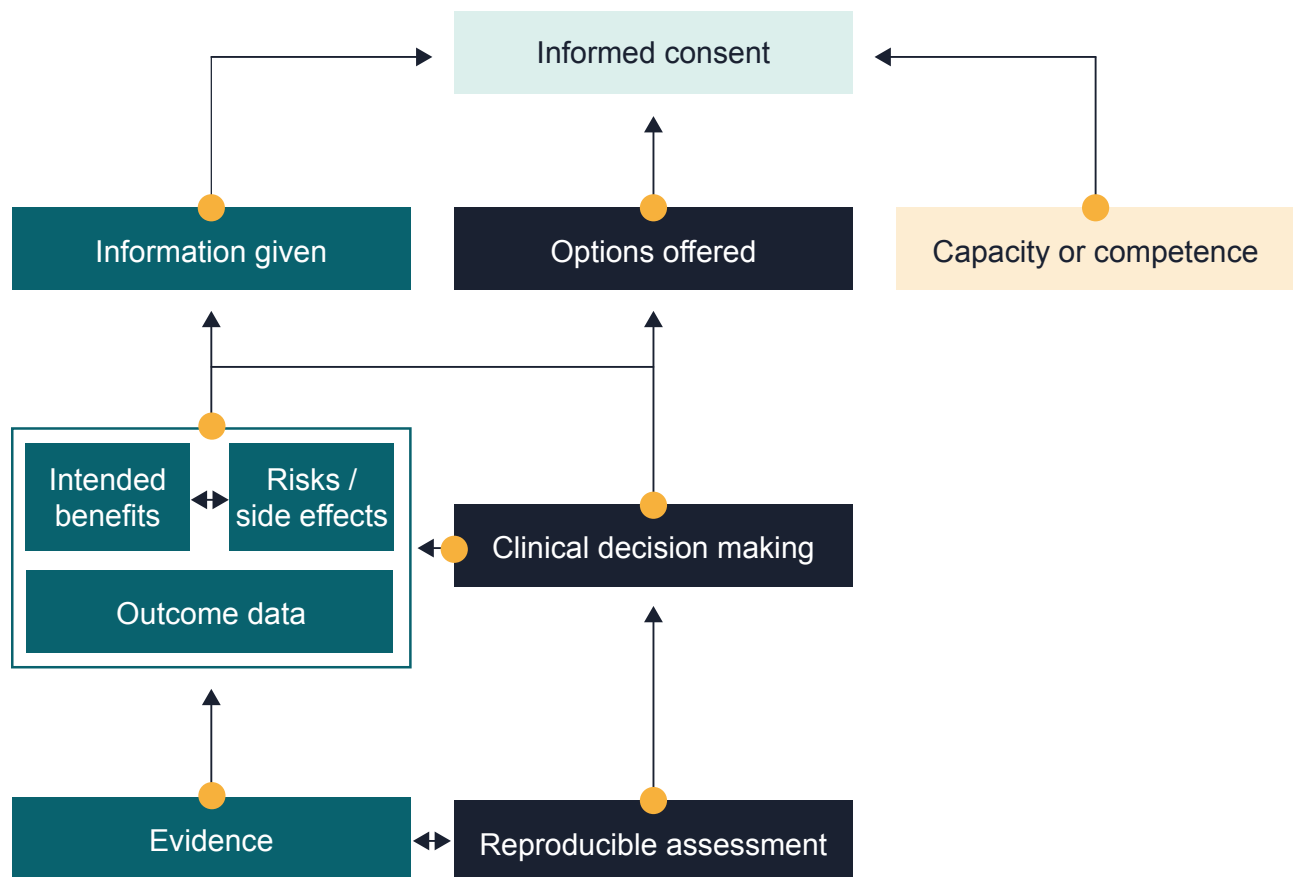 Informed consent
Information given
Options offered
Capacity or competence
Intended
benefits
Risks /
side effects
Clinical decision making
Outcome data
Evidence
Reproducible assessment